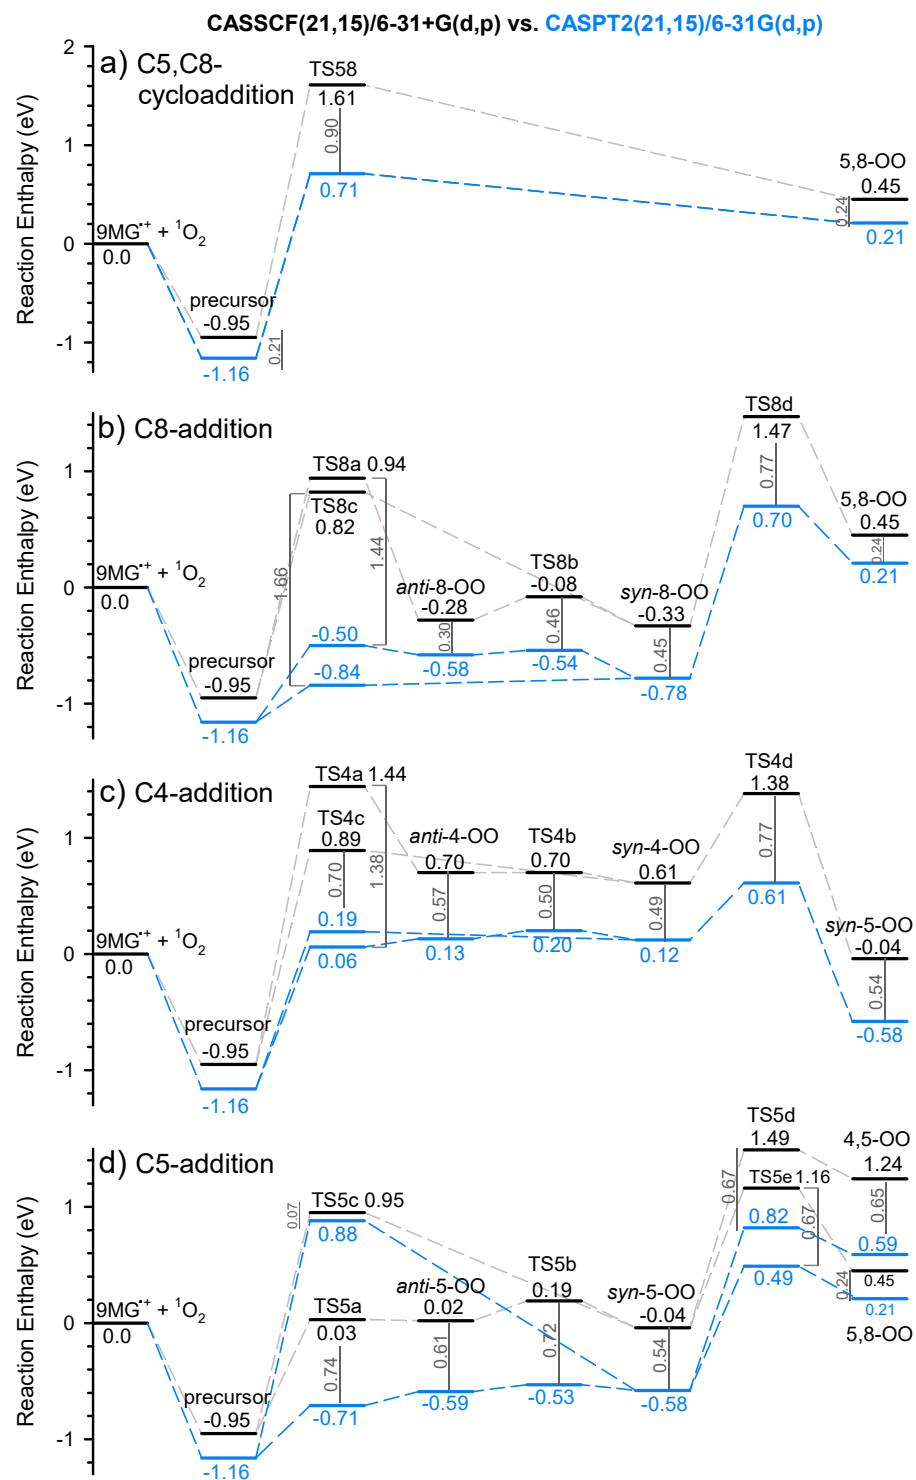 CASSCF(21,15)/6-31+G(d,p) vs. CASPT2(21,15)/6-31G(d,p)
a) C5,C8-
cycloaddition
Reaction Enthalpy (eV)
2
1
0
-1
9MG•+ + 1O2
0.0
precursor
-0.95
-1.16
0.21
TS58
1.61
0.90
0.71
5,8-OO
0.45
0.24
0.21
b) C8-addition
Reaction Enthalpy (eV)
1
0
-1
9MG•+ + 1O2
0.0
precursor
-0.95
-1.16
TS8a 0.94
TS8c
0.82
1.66
1.44
-0.50
-0.84
anti-8-OO
-0.28
0.30
-0.58
TS8b
-0.08
0.46
-0.54
syn-8-OO
-0.33
0.45
-0.78
TS8d
1.47
0.77
0.70
5,8-OO
0.45
0.24
0.21
c) C4-addition
Reaction Enthalpy (eV)
1
0
-1
9MG•+ + 1O2
0.0
precursor
-0.95
-1.16
TS4a 1.44
TS4c
0.89
0.70
1.38
0.19
0.06
anti-4-OO
0.70
0.57
0.13
TS4b
0.70
0.50
0.20
syn-4-OO
0.61
0.49
0.12
TS4d
1.38
0.77
0.61
syn-5-OO
-0.04
0.54
-0.58
d) C5-addition
Reaction Enthalpy (eV)
1
0
-1
9MG•+ + 1O2
0.0
precursor
-0.95
-1.16
0.07
TS5c 0.95
0.88
TS5a
0.03
0.74
-0.71
anti-5-OO
0.02
0.61
-0.59
TS5b
0.19
0.72
-0.53
syn-5-OO
-0.04
0.54
-0.58
TS5d
1.49
0.67
TS5e 1.16
0.67
0.82
0.49
4,5-OO
1.24
0.65
0.59
0.24
0.45
0.21
5,8-OO